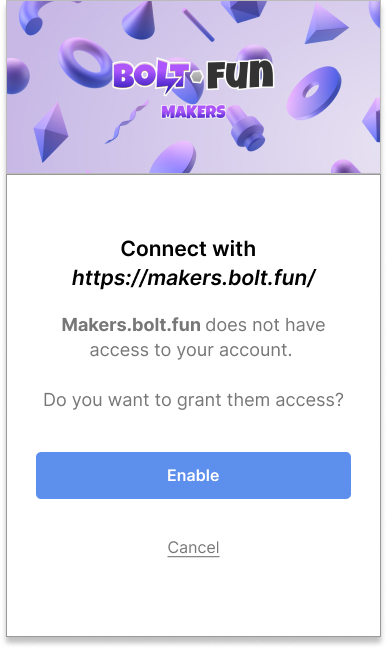 BOLT FUN
MAKERS
Connect with
https://makers.bolt.fun/
Makers.bolt.fun does not have
access to your account.
Do you want to grant them access?
Enable
Cancel